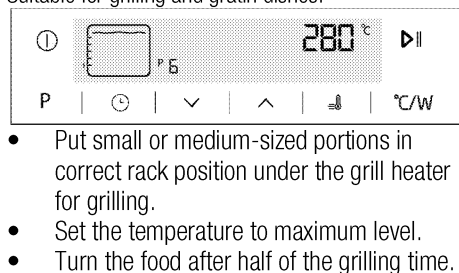 Suitable for grilling and gratin dishes.
280 °C
P 6
P | | | | | °C/W
• Put small or medium-sized portions in
correct rack position under the grill heater
for grilling.
• Set the temperature to maximum level.
• Turn the food after half of the grilling time.